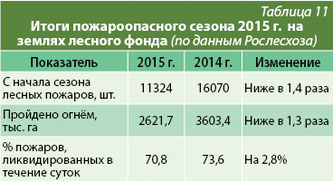 Таблица 11
Итоги пожароопасного сезона 2015 г. на
землях лесного фонда (по данным Рослесхоза)
Показатель 2015 г. 2014 г. Изменение
С начала сезона
лесных пожаров, шт. 11324 16070 Ниже в 1,4 раза
Пройдено огнём,
тыс. га 2621,7 3603,4 Ниже в 1,3 раза
% пожаров,
ликвидированных в 70,8 73,6 На 2,8%
течение суток